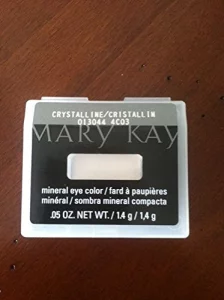 CRYSTALLINE/CRISTALLIN
013044 4C03
MARY KAY
mineral eye color / fard à paupières
minéral / sombra mineral compacta
.05 OZ. NET WT. / 1,4 g / 1,4 g